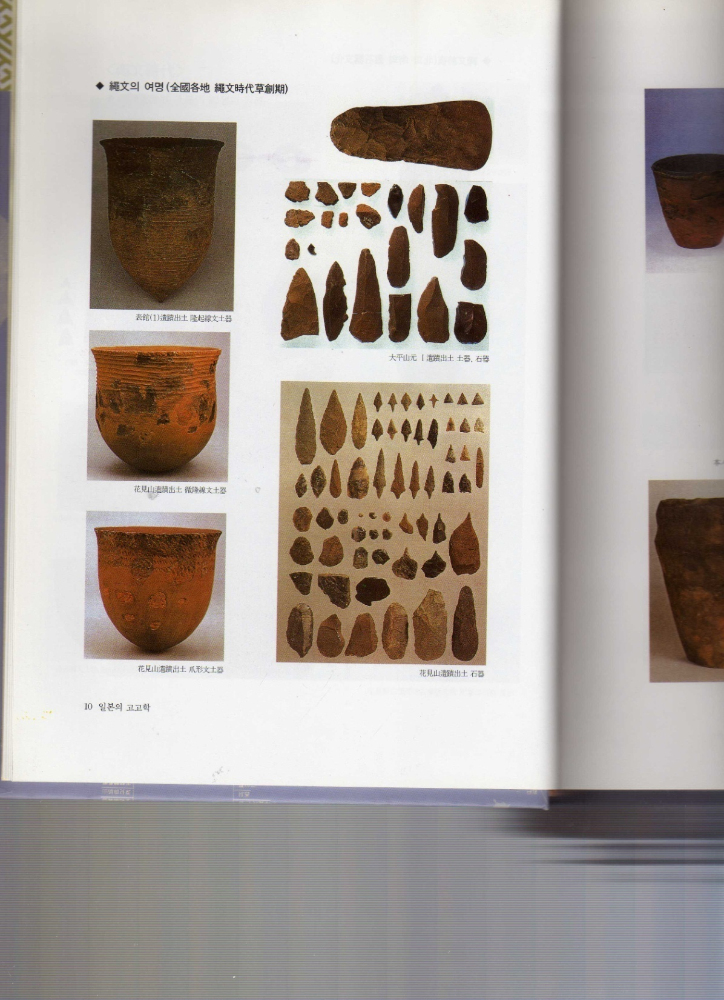 ◆ 繩文의 여명(全國各地 繩文時代草創期)
表館(1)遺蹟出土 隆起線文土器
花見山遺蹟出土 微隆線文土器
花見山遺蹟出土 爪形文土器
大平山元 Ⅰ遺蹟出土 土器, 石器
花見山遺蹟出土 石器
10 일본의 고고학